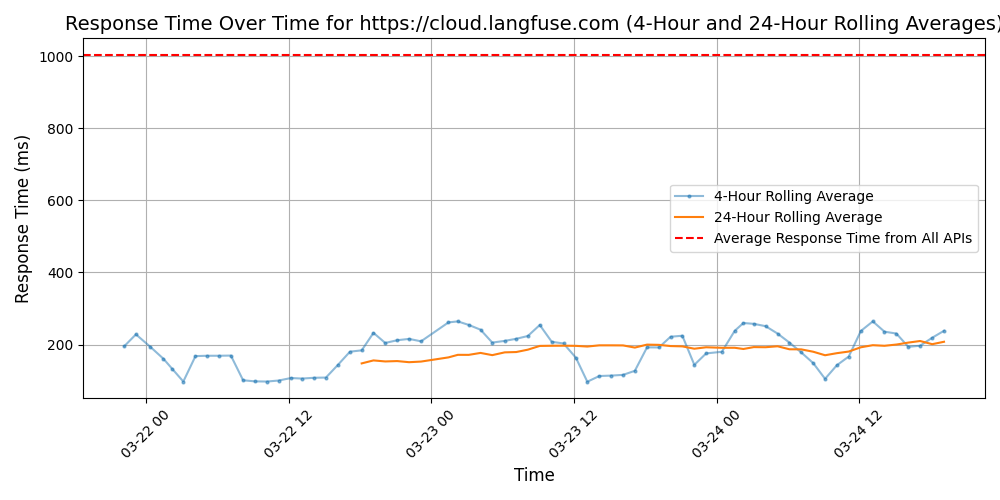 Response Time Over Time for https://cloud.langfuse.com (4-Hour and 24-Hour Rolling Averages)
Response Time (ms)
1000
800
600
400
200
4-Hour Rolling Average
24-Hour Rolling Average
Average Response Time from All APIs
03-22 00
03-22 12
03-23 00
03-23 12
03-24 00
03-24 12
Time